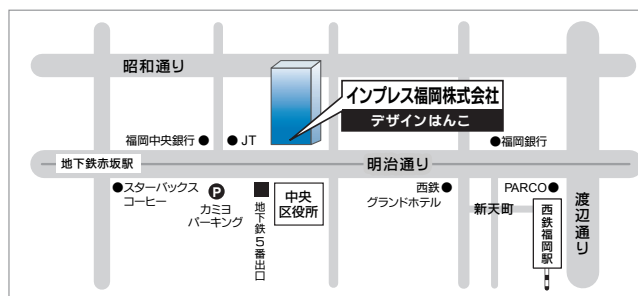 昭和通り
インプレス福岡株式会社
デザインはんこ
福岡中央銀行
JT
福岡銀行
地下鉄赤坂駅
明治通り
スターバックス
コーヒー
P
カミヨ
パーキング
地下鉄5番出口
中央
区役所
西鉄
グランドホテル
PARCO
新天町
西鉄福岡駅
渡辺通り